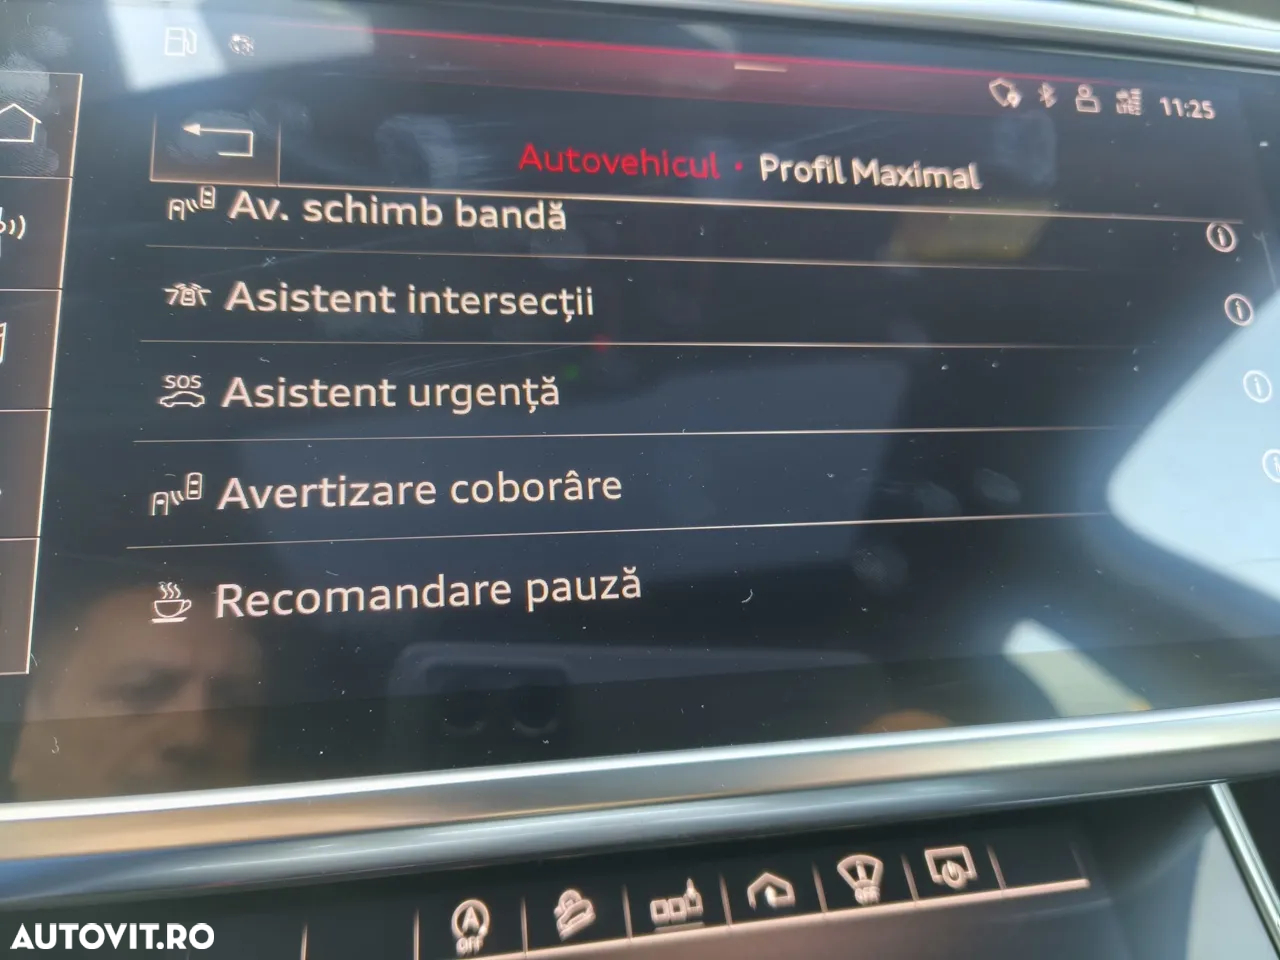 11:25
Autovehicul · Profil Maximal
Av. schimb bandă
Asistent intersecții
SOS
Asistent urgență
Avertizare coborâre
Recomandare pauză
A
OFF
OFF
AUTOVIT.RO